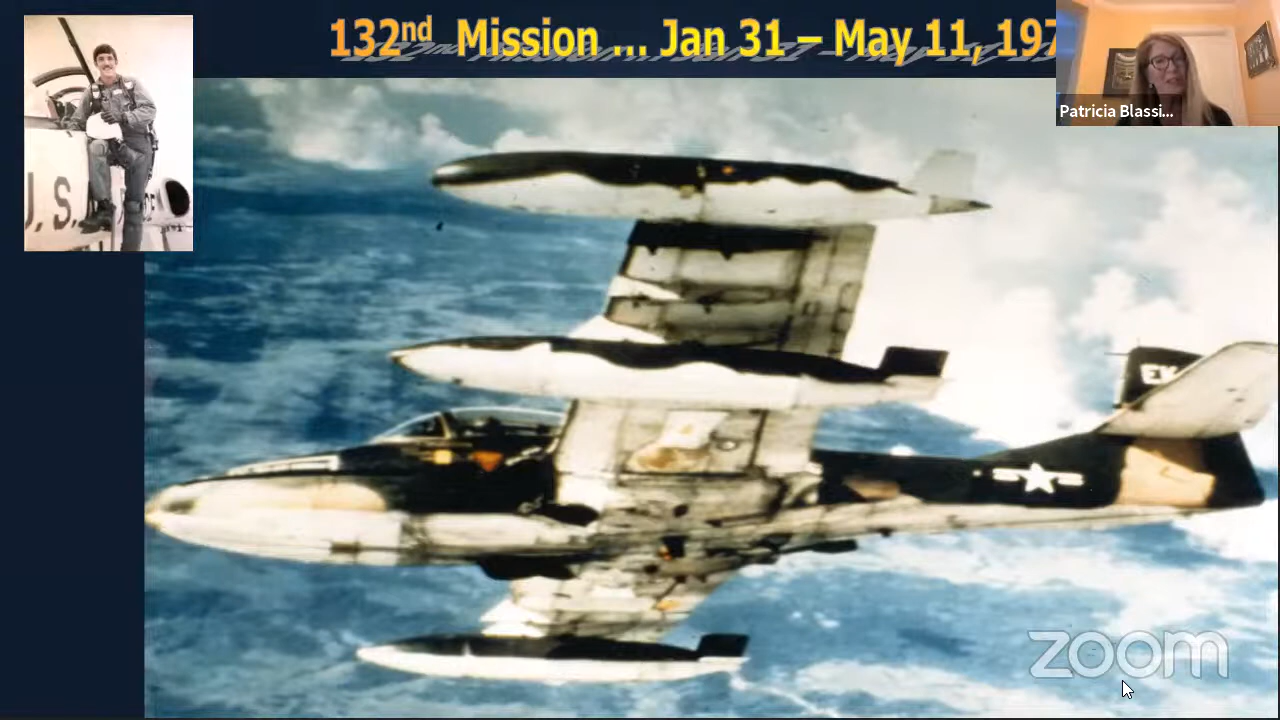 132nd Mission ... Jan 31 – May 11, 197
Patricia Blassi...
U. S.
EK
zoom